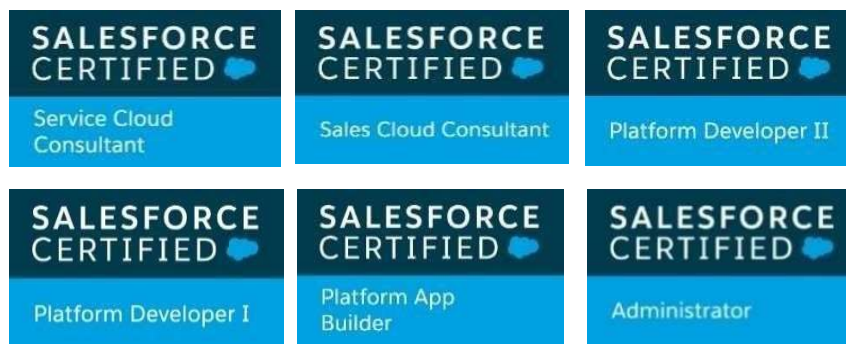 SALESFORCE
CERTIFIED
Service Cloud
Consultant
SALESFORCE
CERTIFIED
Sales Cloud Consultant
SALESFORCE
CERTIFIED
Platform Developer II
SALESFORCE
CERTIFIED
Platform Developer I
SALESFORCE
CERTIFIED
Platform App
Builder
SALESFORCE
CERTIFIED
Administrator